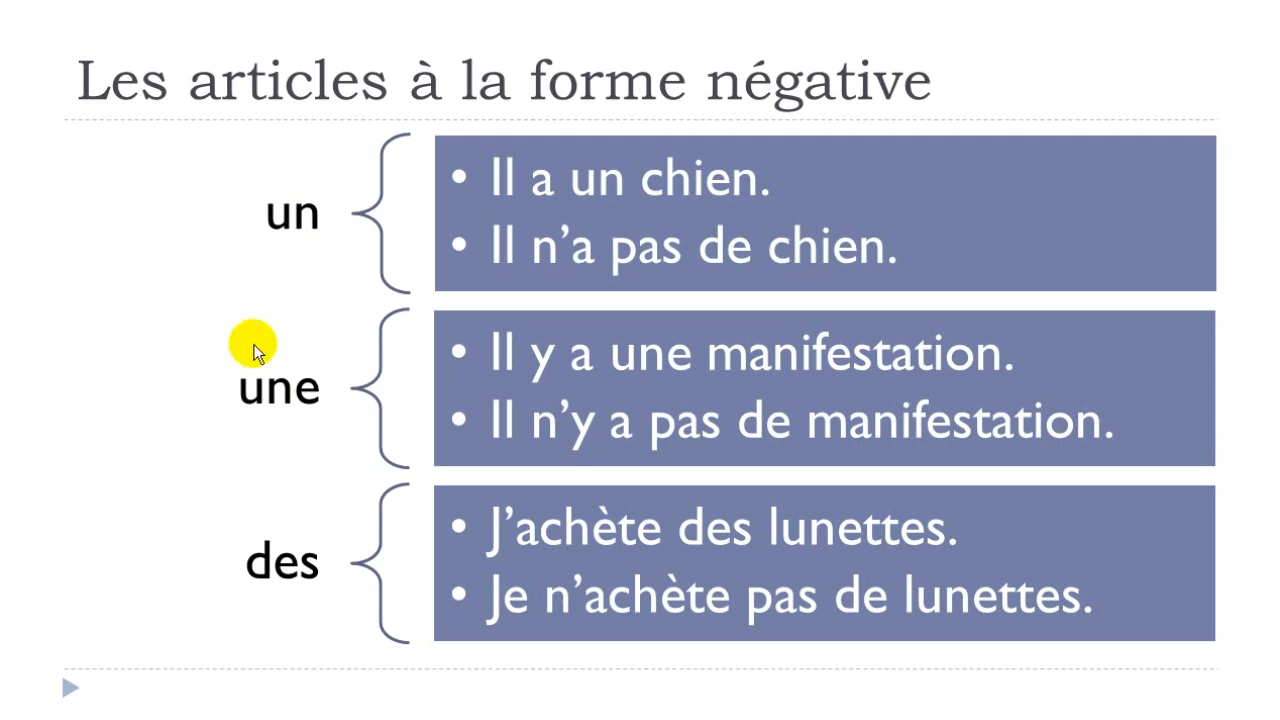 Les articles à la forme négative
un
• Il a un chien.
• Il n’a pas de chien.
une
• Il y a une manifestation.
• Il n’y a pas de manifestation.
des
• J’achète des lunettes.
• Je n’achète pas de lunettes.